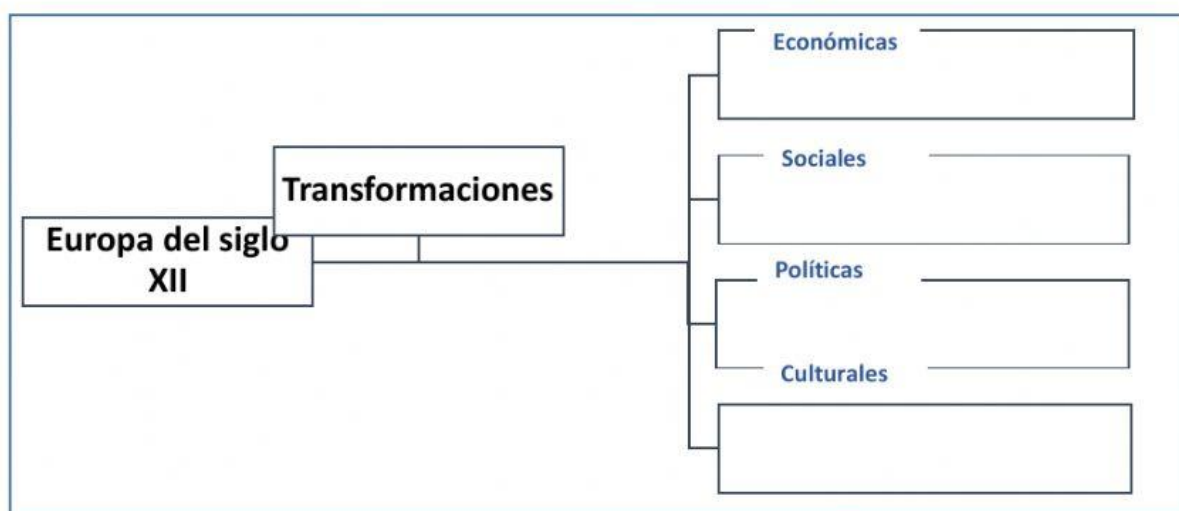 Económicas
Sociales
Transformaciones
Europa del siglo
XII
Políticas
Culturales